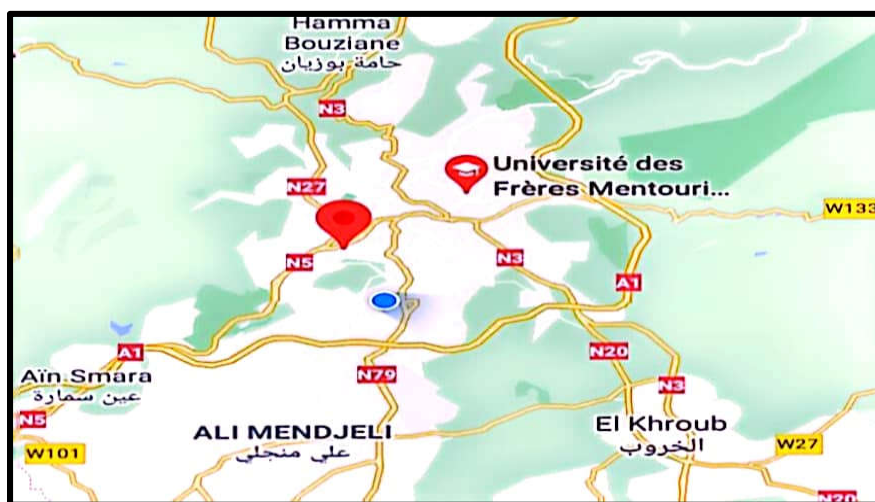 Hamma
Bouziane
حامة بوزيان
N3
Université des
Frères Mentouri...
N27
W133
N5
N3
A1
A1
N20
N79
N3
Aïn Smara
عين سمارة
N5
ALI MENDJELI
علي منجلي
El Khroub
الخروب
W101
W27
N20